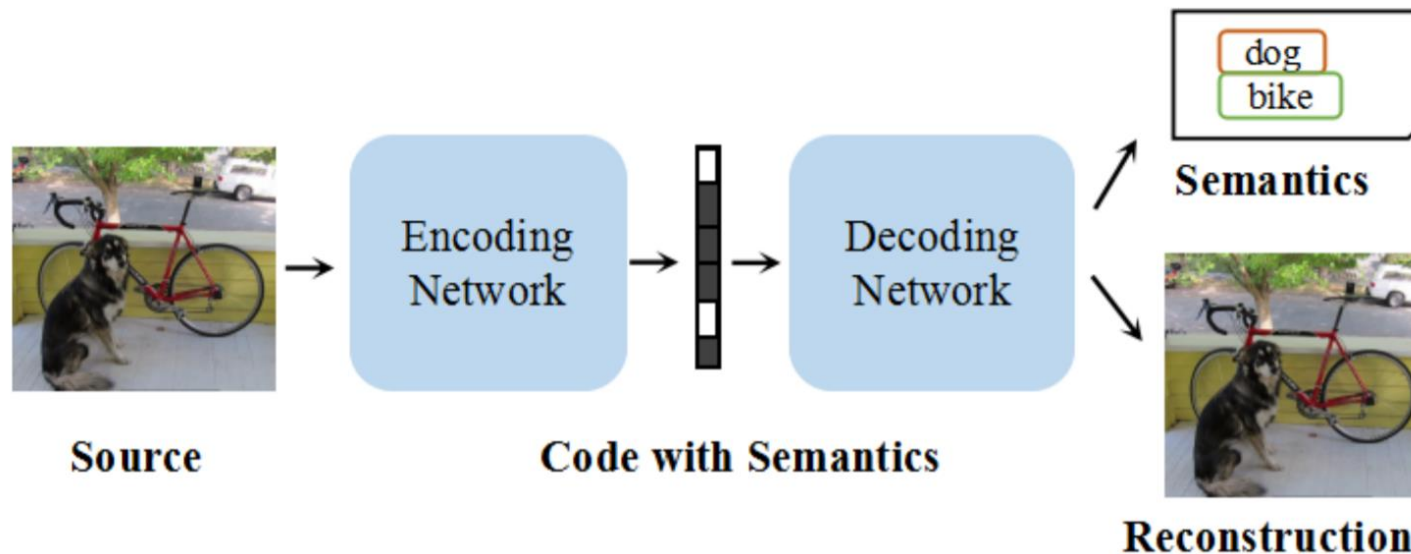 dog
bike
Semantics
Encoding
Network
Decoding
Network
Source
Code with Semantics
Reconstruction